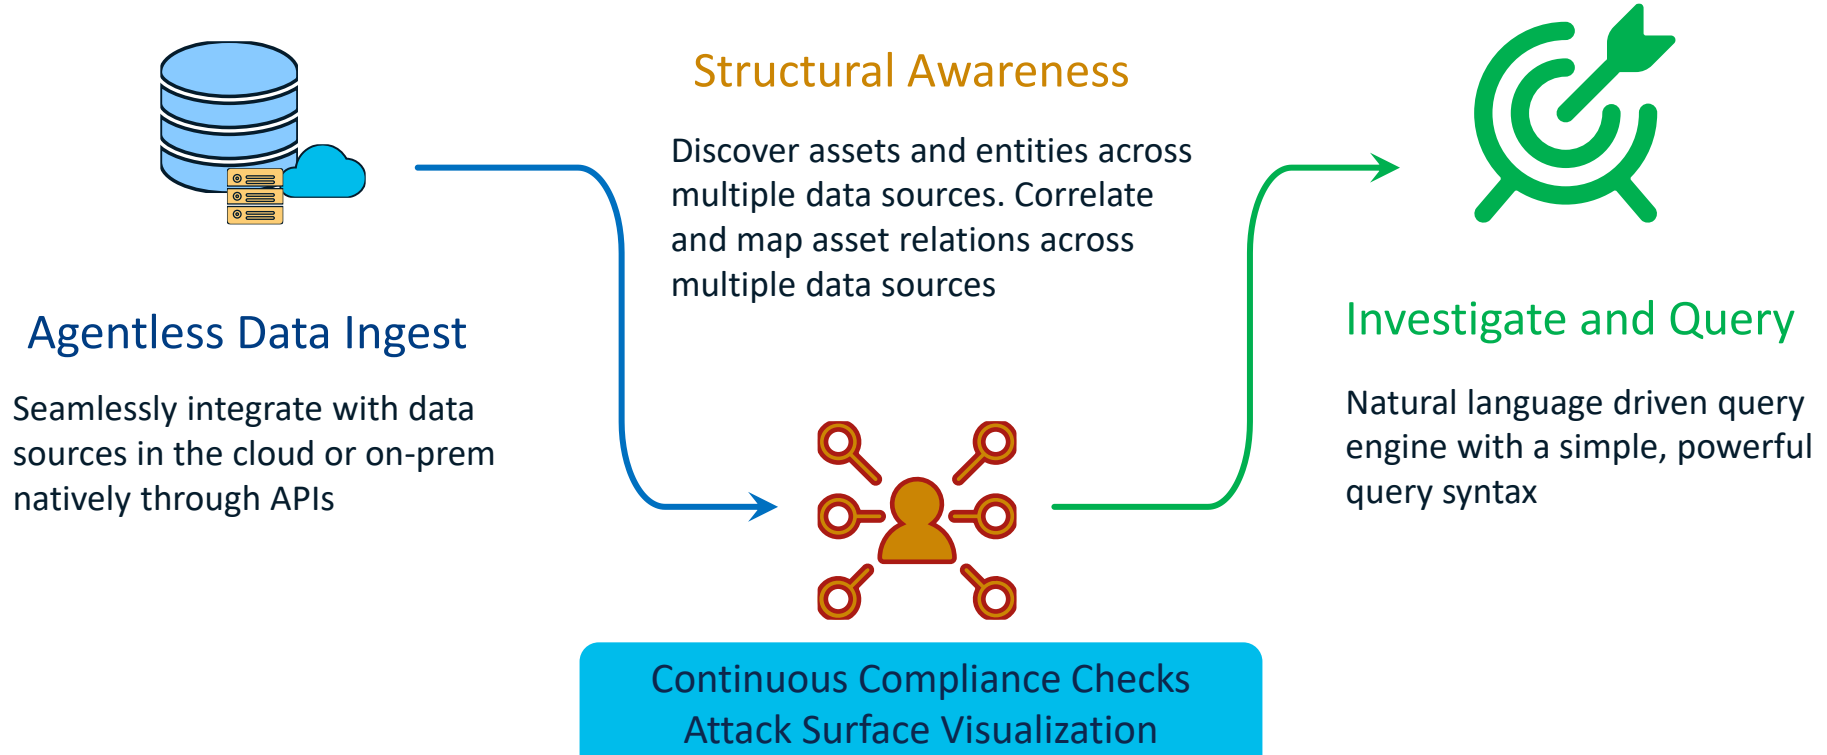 Structural Awareness
Discover assets and entities across
multiple data sources. Correlate
and map asset relations across
multiple data sources
Agentless Data Ingest
Seamlessly integrate with data
sources in the cloud or on-prem
natively through APIs
Investigate and Query
Natural language driven query
engine with a simple, powerful
query syntax
Continuous Compliance Checks
Attack Surface Visualization